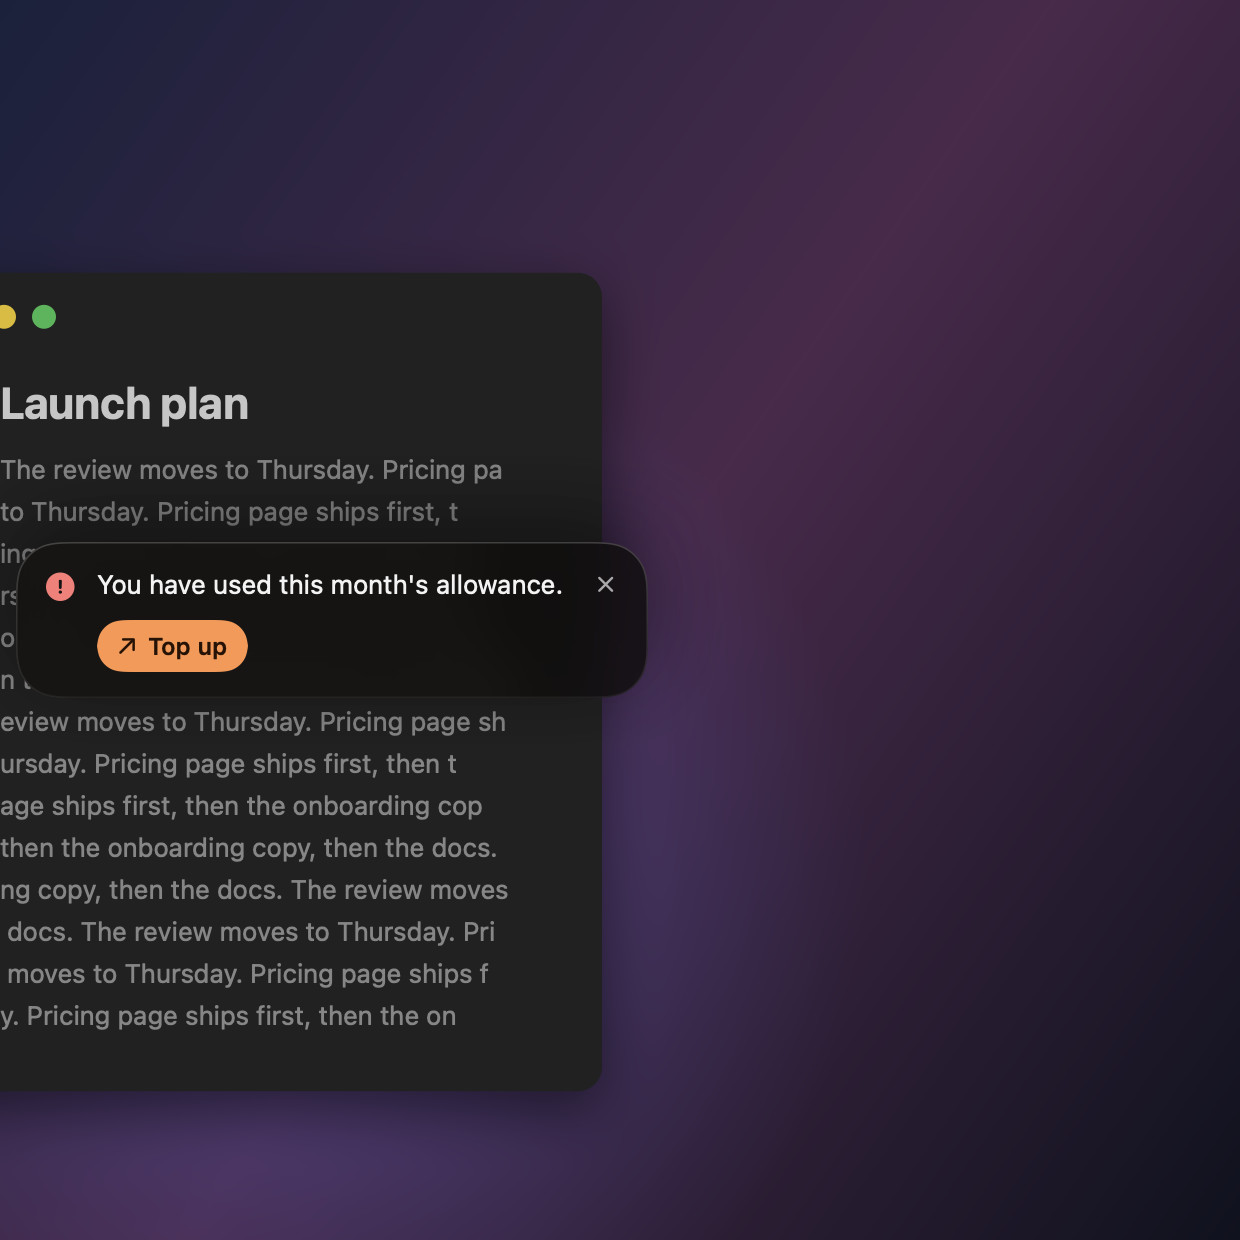 Launch plan
The review moves to Thursday. Pricing pa
to Thursday. Pricing page ships first, t
You have used this month's allowance.
Top up
eview moves to Thursday. Pricing page sh
ursday. Pricing page ships first, then t
age ships first, then the onboarding cop
then the onboarding copy, then the docs.
ng copy, then the docs. The review moves
docs. The review moves to Thursday. Pri
moves to Thursday. Pricing page ships f
y. Pricing page ships first, then the on